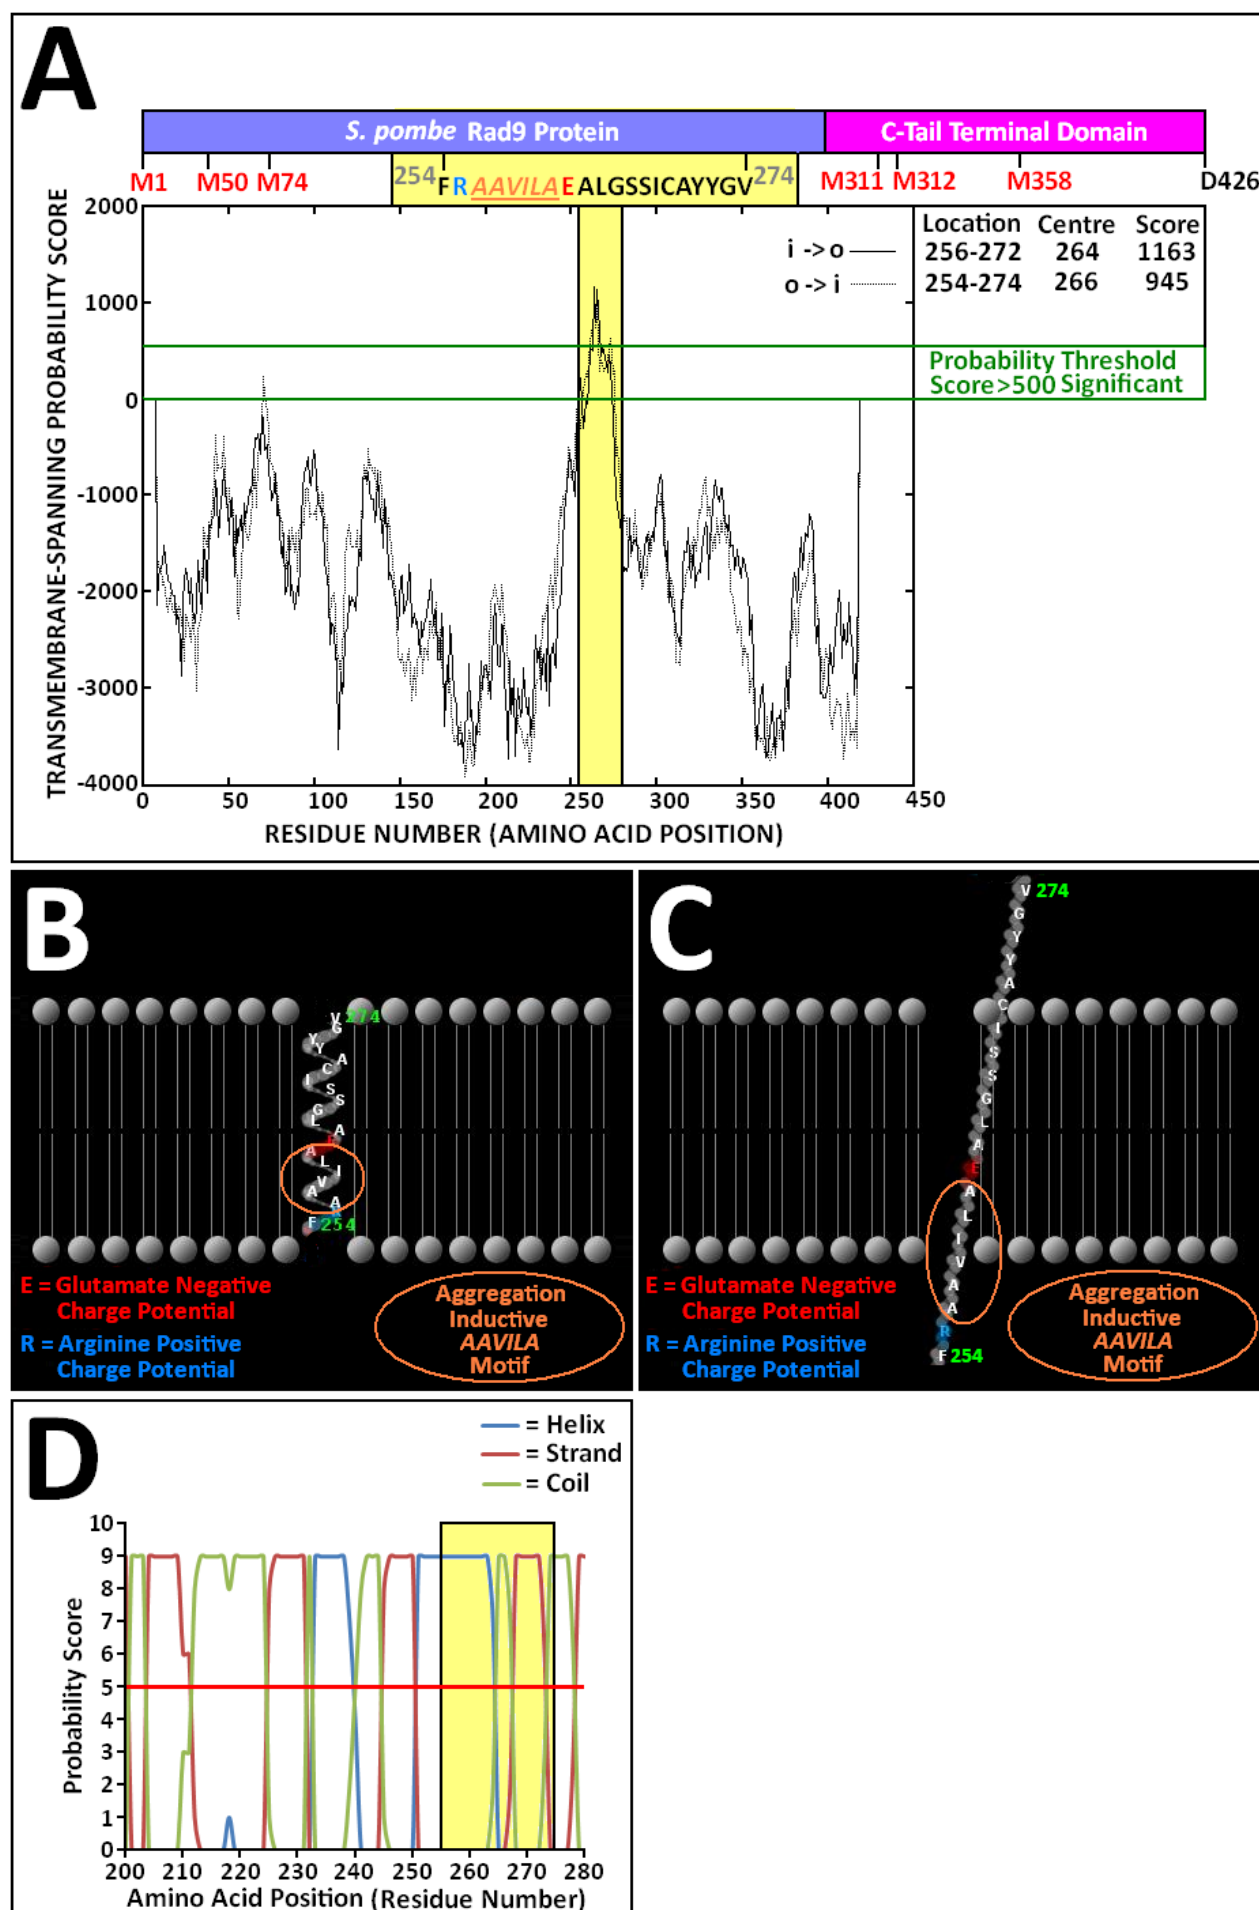 A
S. pombe Rad9 Protein
C-Tail Terminal Domain
M1 M50 M74 254 FRAAVILAEALGSSICAYYGV 274 M311 M312 M358 D426
TRANSMEMBRANE-SPANNING PROBABILITY SCORE
2000
1000
0
-1000
-2000
-3000
-4000
Location Centre Score
i -> o 256-272 264 1163
o -> i 254-274 266 945
Probability Threshold
Score>500 Significant
0 50 100 150 200 250 300 350 400 450
RESIDUE NUMBER (AMINO ACID POSITION)
B
V 274
G
Y
Y
A
C
I
S
S
G
L
A
E
A
L
I
V
A
A
R
F 254
E = Glutamate Negative
Charge Potential
R = Arginine Positive
Charge Potential
Aggregation
Inductive
AAVILA
Motif
C
V 274
G
Y
Y
A
C
I
S
S
G
L
A
E
A
L
I
V
A
A
R
F 254
E = Glutamate Negative
Charge Potential
R = Arginine Positive
Charge Potential
Aggregation
Inductive
AAVILA
Motif
D
= Helix
= Strand
= Coil
Probability Score
10
9
8
7
6
5
4
3
2
1
0
200 210 220 230 240 250 260 270 280
Amino Acid Position (Residue Number)